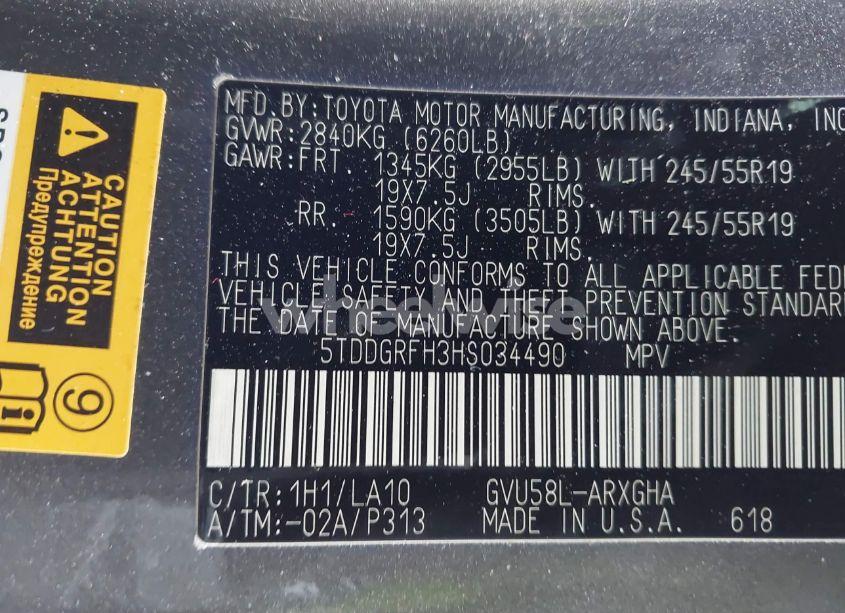 MFD. BY: TOYOTA MOTOR MANUFACTURING, INDIANA, INC
GVWR: 2840KG (6260LB)
GAWR: FRT. 1345KG (2955LB) WITH 245/55R19
19X7.5J RIMS.
RR. 1590KG (3505LB) WITH 245/55R19
19X7.5J RIMS.
THIS VEHICLE CONFORMS TO ALL APPLICABLE FEDE
VEHICLE SAFETY AND THEFT PREVENTION STANDARD
THE DATE OF MANUFACTURE SHOWN ABOVE.
5TDDGRFH3HS034490 MPV
C/TR: 1H1/LA10 GVU58L-ARXGHA
A/TM: -02A/P313 MADE IN U.S.A. 618
CAUTION
ATTENTION
ACHTUNG
Предупреждение
9
i
wheelwise